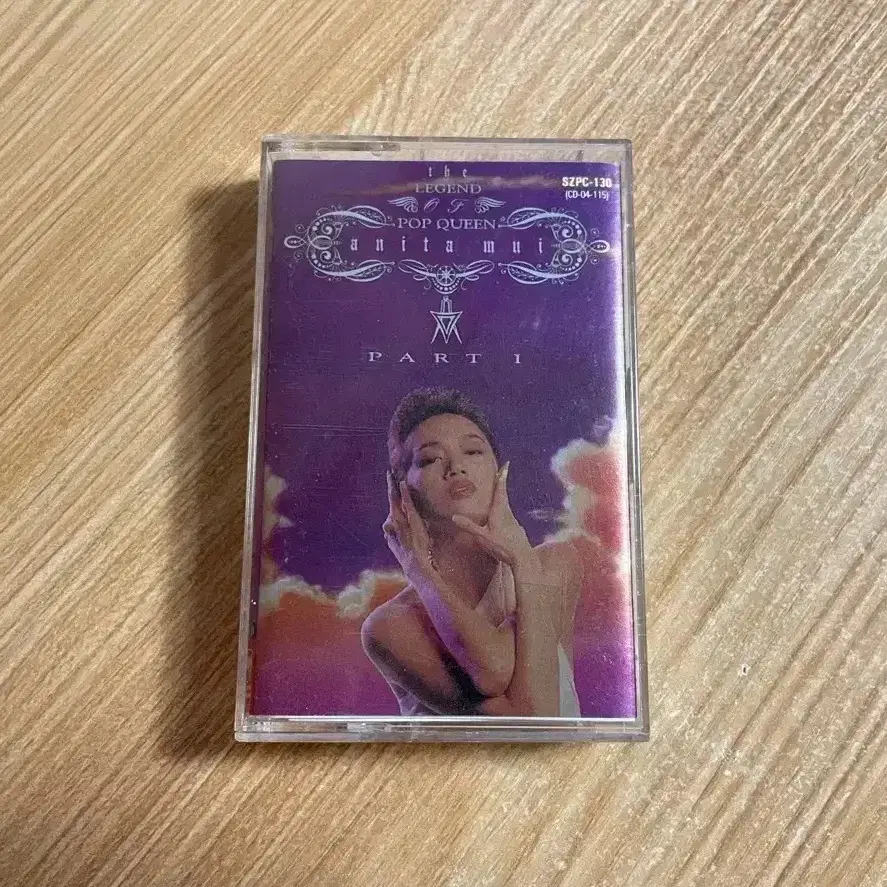 the
LEGEND
OF
POP QUEEN
anita mui
PART I
SZPC-130
(CD-04-115)